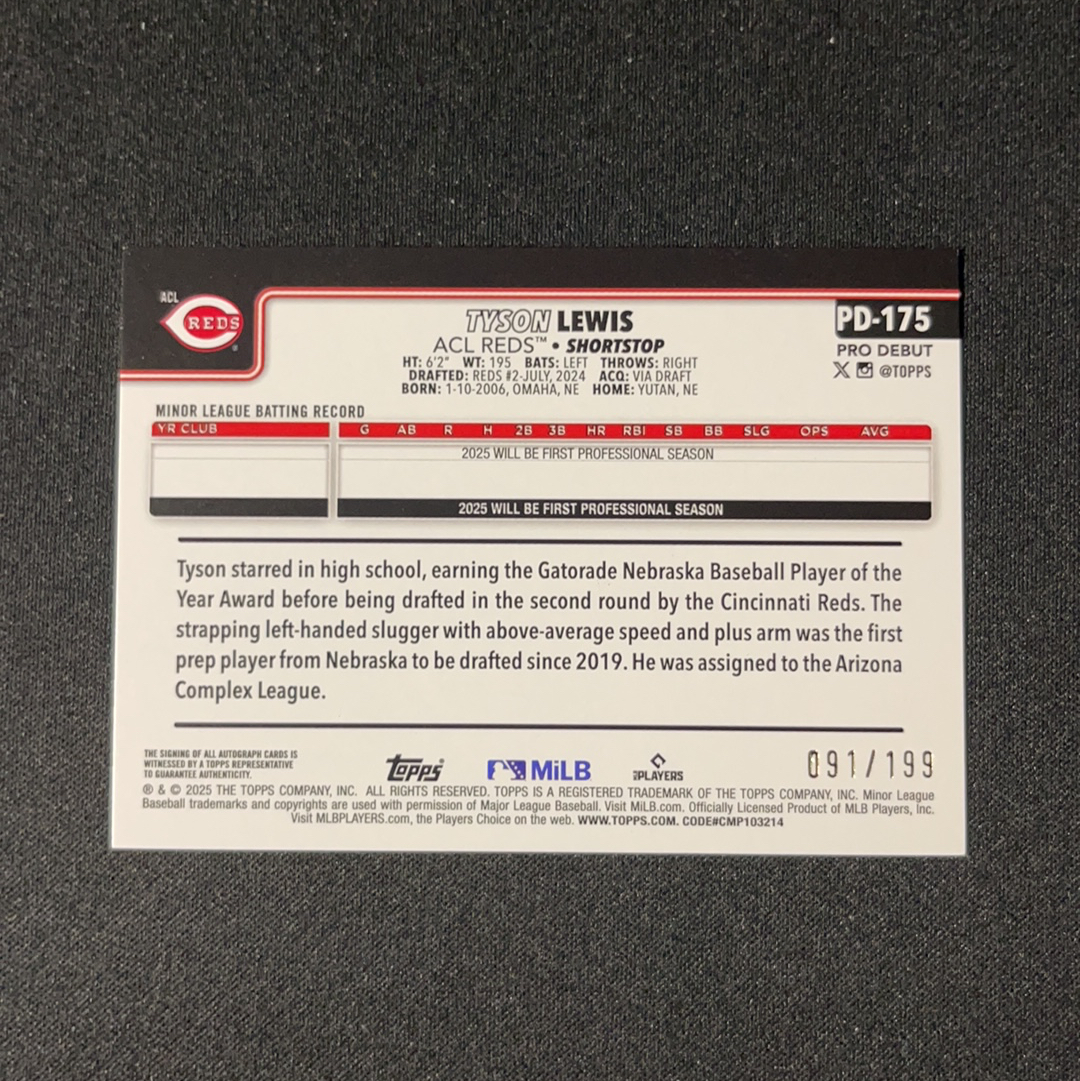 ACL
REDS
TYSON LEWIS
PD-175
ACL REDS™ • SHORTSTOP
PRO DEBUT
HT: 6'2" WT: 195 BATS: LEFT THROWS: RIGHT
@TOPPS
DRAFTED: REDS #2-JULY, 2024 ACQ: VIA DRAFT
BORN: 1-10-2006, OMAHA, NE HOME: YUTAN, NE
MINOR LEAGUE BATTING RECORD
YR CLUB G AB R H 2B 3B HR RBI SB BB SLG OPS AVG
2025 WILL BE FIRST PROFESSIONAL SEASON
2025 WILL BE FIRST PROFESSIONAL SEASON
Tyson starred in high school, earning the Gatorade Nebraska Baseball Player of the
Year Award before being drafted in the second round by the Cincinnati Reds. The
strapping left-handed slugger with above-average speed and plus arm was the first
prep player from Nebraska to be drafted since 2019. He was assigned to the Arizona
Complex League.
THE SIGNING OF ALL AUTOGRAPH CARDS IS
WITNESSED BY A TOPPS REPRESENTATIVE
TO GUARANTEE AUTHENTICITY.
Topps
MiLB
MLB PLAYERS
091/199
® & © 2025 THE TOPPS COMPANY, INC. ALL RIGHTS RESERVED. TOPPS IS A REGISTERED TRADEMARK OF THE TOPPS COMPANY, INC. Minor League
Baseball trademarks and copyrights are used with permission of Major League Baseball. Visit MiLB.com. Officially Licensed Product of MLB Players, Inc.
Visit MLBPLAYERS.com, the Players Choice on the web. WWW.TOPPS.COM. CODE#CMP103214